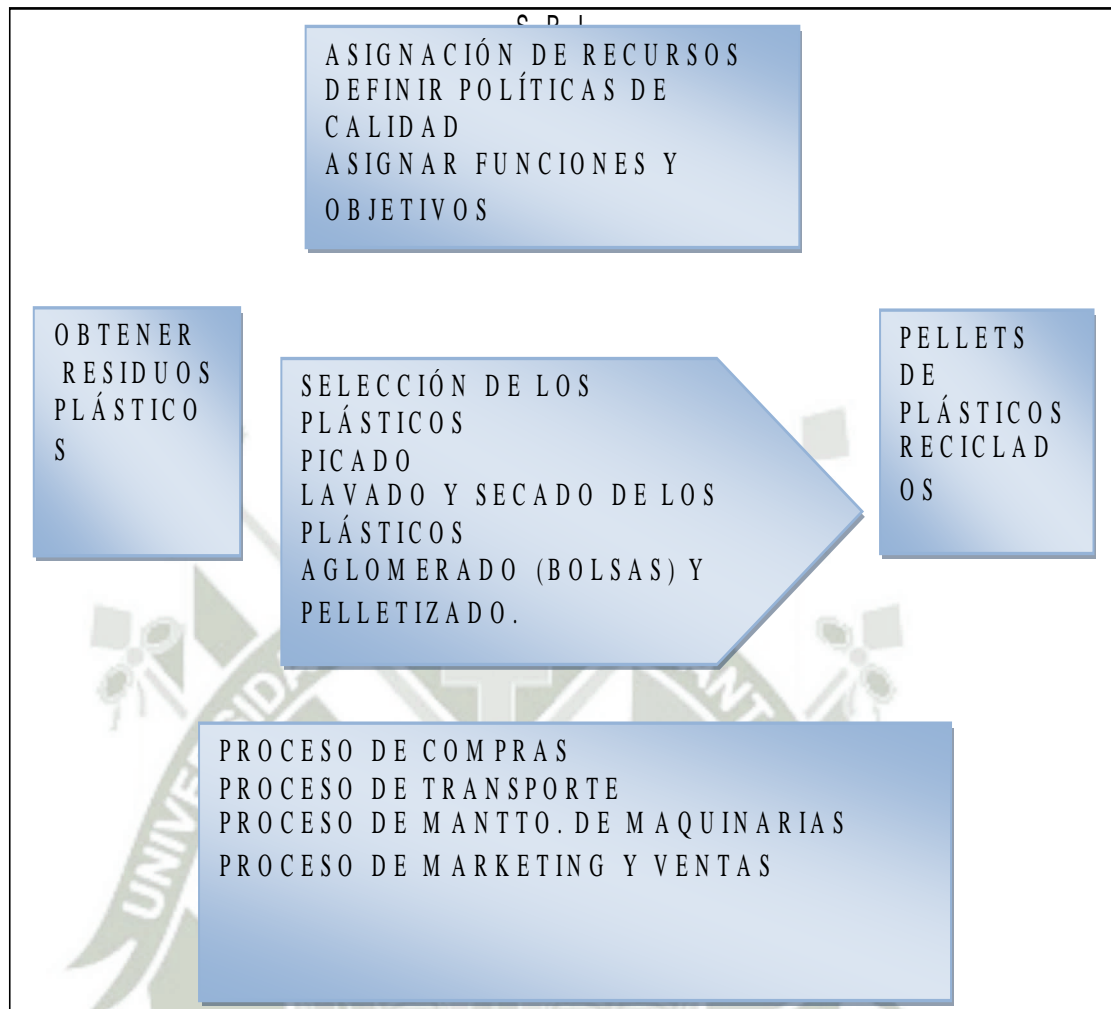 ASIGNACIÓN DE RECURSOS
DEFINIR POLÍTICAS DE
CALIDAD
ASIGNAR FUNCIONES Y
OBJETIVOS
OBTENER
RESIDUOS
PLÁSTICO
S
SELECCIÓN DE LOS
PLÁSTICOS
PICADO
LAVADO Y SECADO DE LOS
PLÁSTICOS
AGLOMERADO (BOLSAS) Y
PELLETIZADO.
PELLETS
DE
PLÁSTICOS
RECICLAD
OS
PROCESO DE COMPRAS
PROCESO DE TRANSPORTE
PROCESO DE MANTTO. DE MAQUINARIAS
PROCESO DE MARKETING Y VENTAS